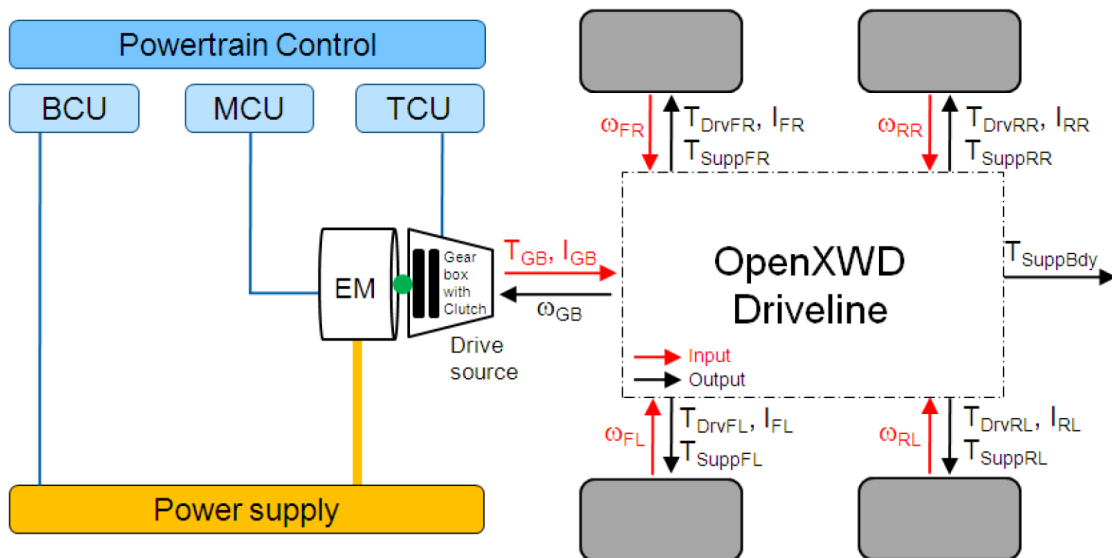 Powertrain Control
BCU
MCU
TCU
EM
Gear
box
with
Clutch
Drive
source
Power supply
T_GB, I_GB
ω_GB
ω_FR
T_DrvFR, I_FR
T_SuppFR
ω_RR
T_DrvRR, I_RR
T_SuppRR
OpenXWD
Driveline
Input
Output
T_SuppBdy
ω_FL
T_DrvFL, I_FL
T_SuppFL
ω_RL
T_DrvRL, I_RL
T_SuppRL